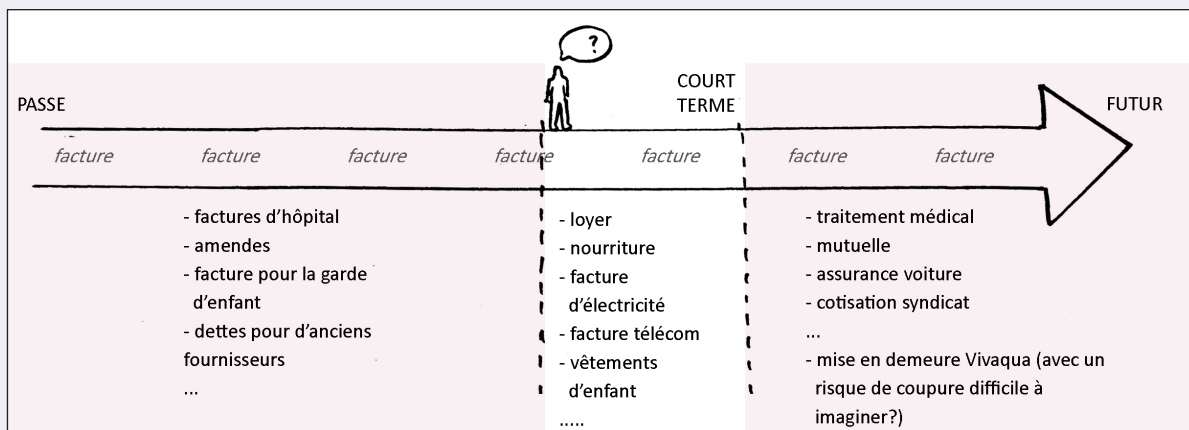 ?
PASSE
COURT
TERME
FUTUR
facture facture facture facture facture facture facture
- factures d'hôpital
- amendes
- facture pour la garde
d'enfant
- dettes pour d'anciens
fournisseurs
...
- loyer
- nourriture
- facture
d'électricité
- facture télécom
- vêtements
d'enfant
.....
- traitement médical
- mutuelle
- assurance voiture
- cotisation syndicat
...
- mise en demeure Vivaqua (avec un
risque de coupure difficile à
imaginer?)